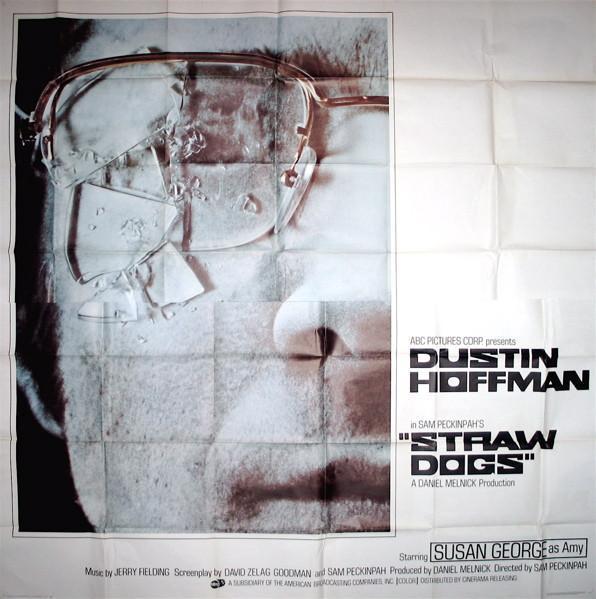 ABC PICTURES CORP. presents
DUSTIN
HOFFMAN
in SAM PECKINPAH'S
"STRAW
DOGS"
A DANIEL MELNICK Production
Starring SUSAN GEORGE as Amy
Music by JERRY FIELDING Screenplay by DAVID ZELAG GOODMAN and SAM PECKINPAH Produced by DANIEL MELNICK Directed by SAM PECKINPAH
abc A SUBSIDIARY OF THE AMERICAN BROADCASTING COMPANIES, INC. [COLOR] DISTRIBUTED BY CINERAMA RELEASING